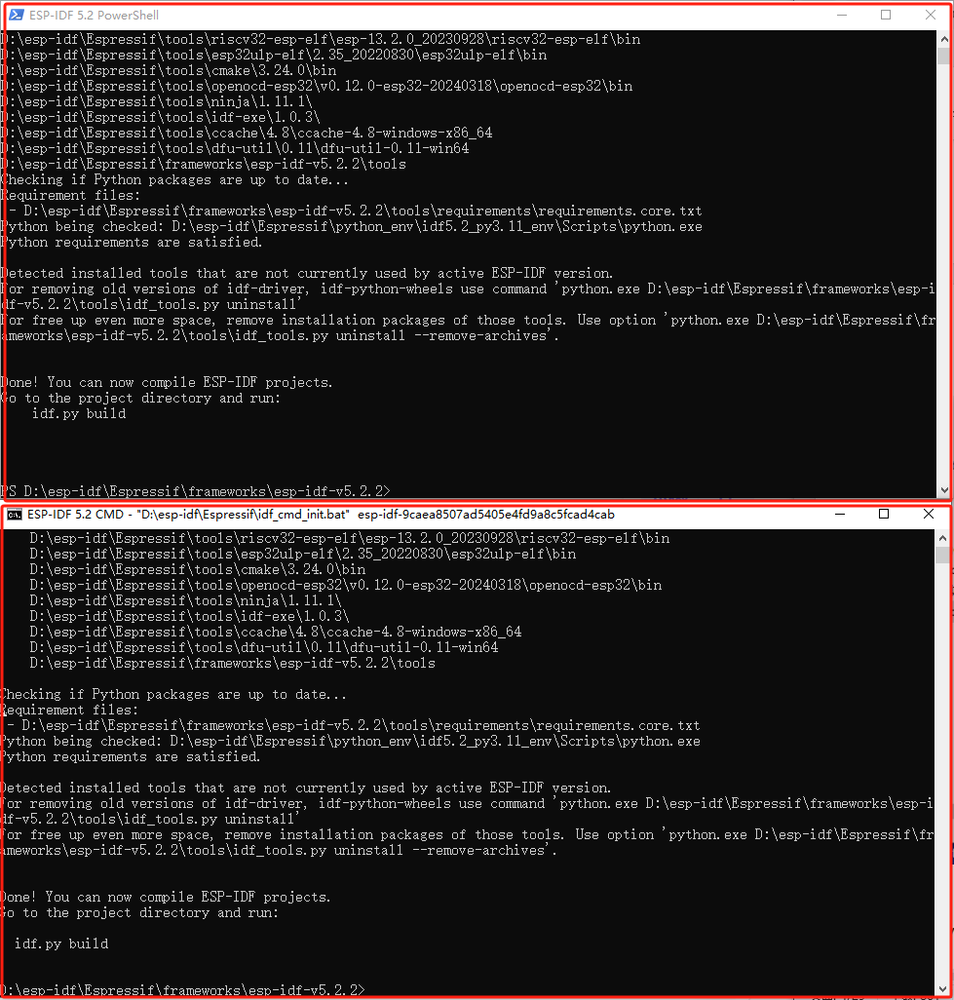 ESP-IDF 5.2 PowerShell
D:\esp-idf\Espressif\tools\riscv32-esp-elf\esp-13.2.0_20230928\riscv32-esp-elf\bin
D:\esp-idf\Espressif\tools\esp32ulp-elf\2.35_20220830\esp32ulp-elf\bin
D:\esp-idf\Espressif\tools\cmake\3.24.0\bin
D:\esp-idf\Espressif\tools\openocd-esp32\v0.12.0-esp32-20240318\openocd-esp32\bin
D:\esp-idf\Espressif\tools\ninja\1.11.1\
D:\esp-idf\Espressif\tools\idf-exe\1.0.3\
D:\esp-idf\Espressif\tools\ccache\4.8\ccache-4.8-windows-x86_64
D:\esp-idf\Espressif\tools\dfu-util\0.11\dfu-util-0.11-win64
D:\esp-idf\Espressif\frameworks\esp-idf-v5.2.2\tools
Checking if Python packages are up to date...
Requirement files:
- D:\esp-idf\Espressif\frameworks\esp-idf-v5.2.2\tools\requirements\requirements.core.txt
Python being checked: D:\esp-idf\Espressif\python_env\idf5.2_py3.11_env\Scripts\python.exe
Python requirements are satisfied.
Detected installed tools that are not currently used by active ESP-IDF version.
For removing old versions of idf-driver, idf-python-wheels use command 'python.exe D:\esp-idf\Espressif\frameworks\esp-i
df-v5.2.2\tools\idf_tools.py uninstall'
For free up even more space, remove installation packages of those tools. Use option 'python.exe D:\esp-idf\Espressif\fr
ameworks\esp-idf-v5.2.2\tools\idf_tools.py uninstall --remove-archives'.
Done! You can now compile ESP-IDF projects.
Go to the project directory and run:
idf.py build
PS D:\esp-idf\Espressif\frameworks\esp-idf-v5.2.2>
ESP-IDF 5.2 CMD - "D:\esp-idf\Espressif\idf_cmd_init.bat" esp-idf-9caea8507ad5405e4fd9a8c5fcad4cab
D:\esp-idf\Espressif\tools\riscv32-esp-elf\esp-13.2.0_20230928\riscv32-esp-elf\bin
D:\esp-idf\Espressif\tools\esp32ulp-elf\2.35_20220830\esp32ulp-elf\bin
D:\esp-idf\Espressif\tools\cmake\3.24.0\bin
D:\esp-idf\Espressif\tools\openocd-esp32\v0.12.0-esp32-20240318\openocd-esp32\bin
D:\esp-idf\Espressif\tools\ninja\1.11.1\
D:\esp-idf\Espressif\tools\idf-exe\1.0.3\
D:\esp-idf\Espressif\tools\ccache\4.8\ccache-4.8-windows-x86_64
D:\esp-idf\Espressif\tools\dfu-util\0.11\dfu-util-0.11-win64
D:\esp-idf\Espressif\frameworks\esp-idf-v5.2.2\tools
Checking if Python packages are up to date...
Requirement files:
- D:\esp-idf\Espressif\frameworks\esp-idf-v5.2.2\tools\requirements\requirements.core.txt
Python being checked: D:\esp-idf\Espressif\python_env\idf5.2_py3.11_env\Scripts\python.exe
Python requirements are satisfied.
Detected installed tools that are not currently used by active ESP-IDF version.
For removing old versions of idf-driver, idf-python-wheels use command 'python.exe D:\esp-idf\Espressif\frameworks\esp-i
df-v5.2.2\tools\idf_tools.py uninstall'
For free up even more space, remove installation packages of those tools. Use option 'python.exe D:\esp-idf\Espressif\fr
ameworks\esp-idf-v5.2.2\tools\idf_tools.py uninstall --remove-archives'.
Done! You can now compile ESP-IDF projects.
Go to the project directory and run:
idf.py build
D:\esp-idf\Espressif\frameworks\esp-idf-v5.2.2>